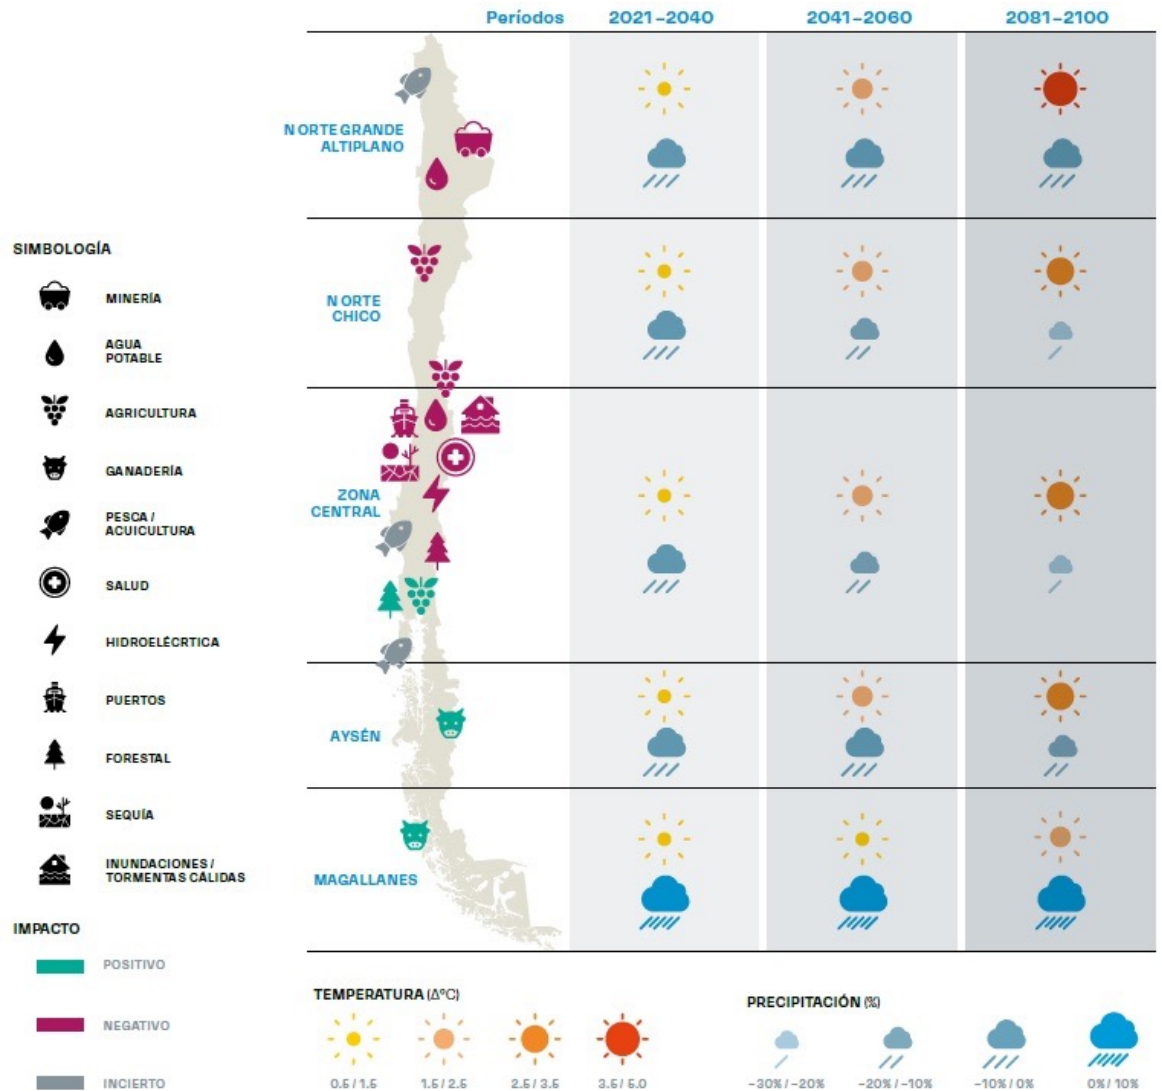 Períodos 2021–2040 2041–2060 2081–2100
NORTE GRANDE
ALTIPLANO
NORTE
CHICO
ZONA
CENTRAL
AYSÉN
MAGALLANES
SIMBOLOGÍA
MINERÍA
AGUA
POTABLE
AGRICULTURA
GANADERÍA
PESCA /
ACUICULTURA
SALUD
HIDROELÉCRTICA
PUERTOS
FORESTAL
SEQUÍA
INUNDACIONES /
TORMENTAS CÁLIDAS
IMPACTO
POSITIVO
NEGATIVO
INCIERTO
TEMPERATURA (Δ°C)
0.5 / 1.5 1.5 / 2.5 2.5 / 3.5 3.5 / 5.0
PRECIPITACIÓN (%)
-30% / -20% -20% / -10% -10% / 0% 0% / 10%